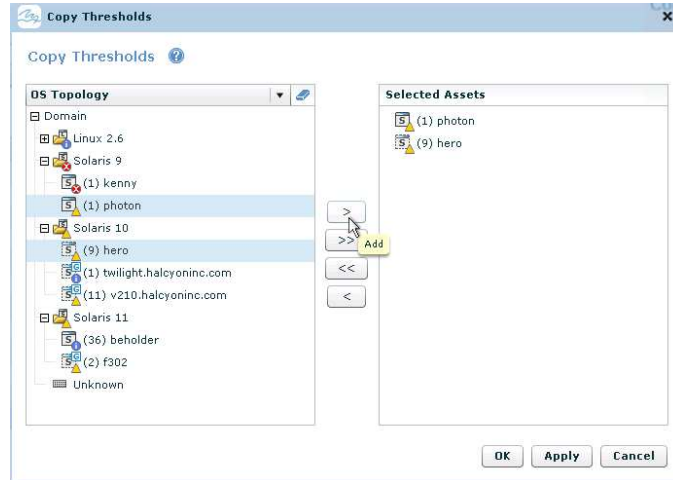 Copy Thresholds
Copy Thresholds
OS Topology
Domain
Linux 2.6
Solaris 9
(1) kenny
(1) photon
Solaris 10
(9) hero
(1) twilight.halcyoninc.com
(11) v210.halcyoninc.com
Solaris 11
(36) beholder
(2) f302
Unknown
>
>>
Add
<<
<
Selected Assets
(1) photon
(9) hero
OK Apply Cancel